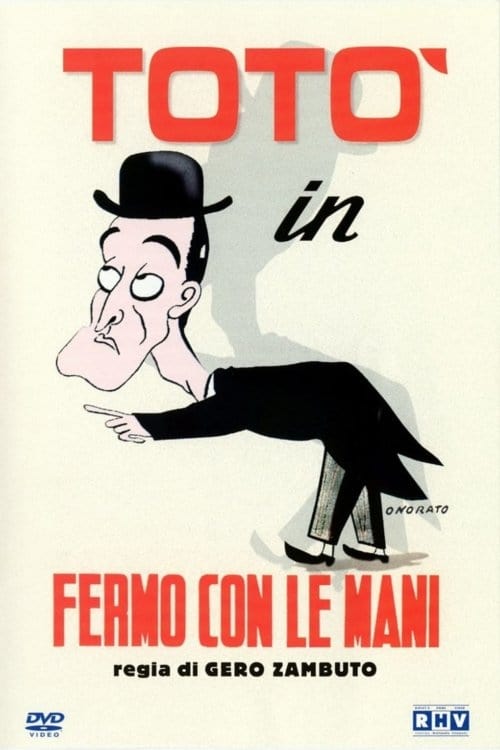 TOTO`
in
ONORATO
FERMO CON LE MANI
regia di GERO ZAMBUTO
DVD
VIDEO
RHV